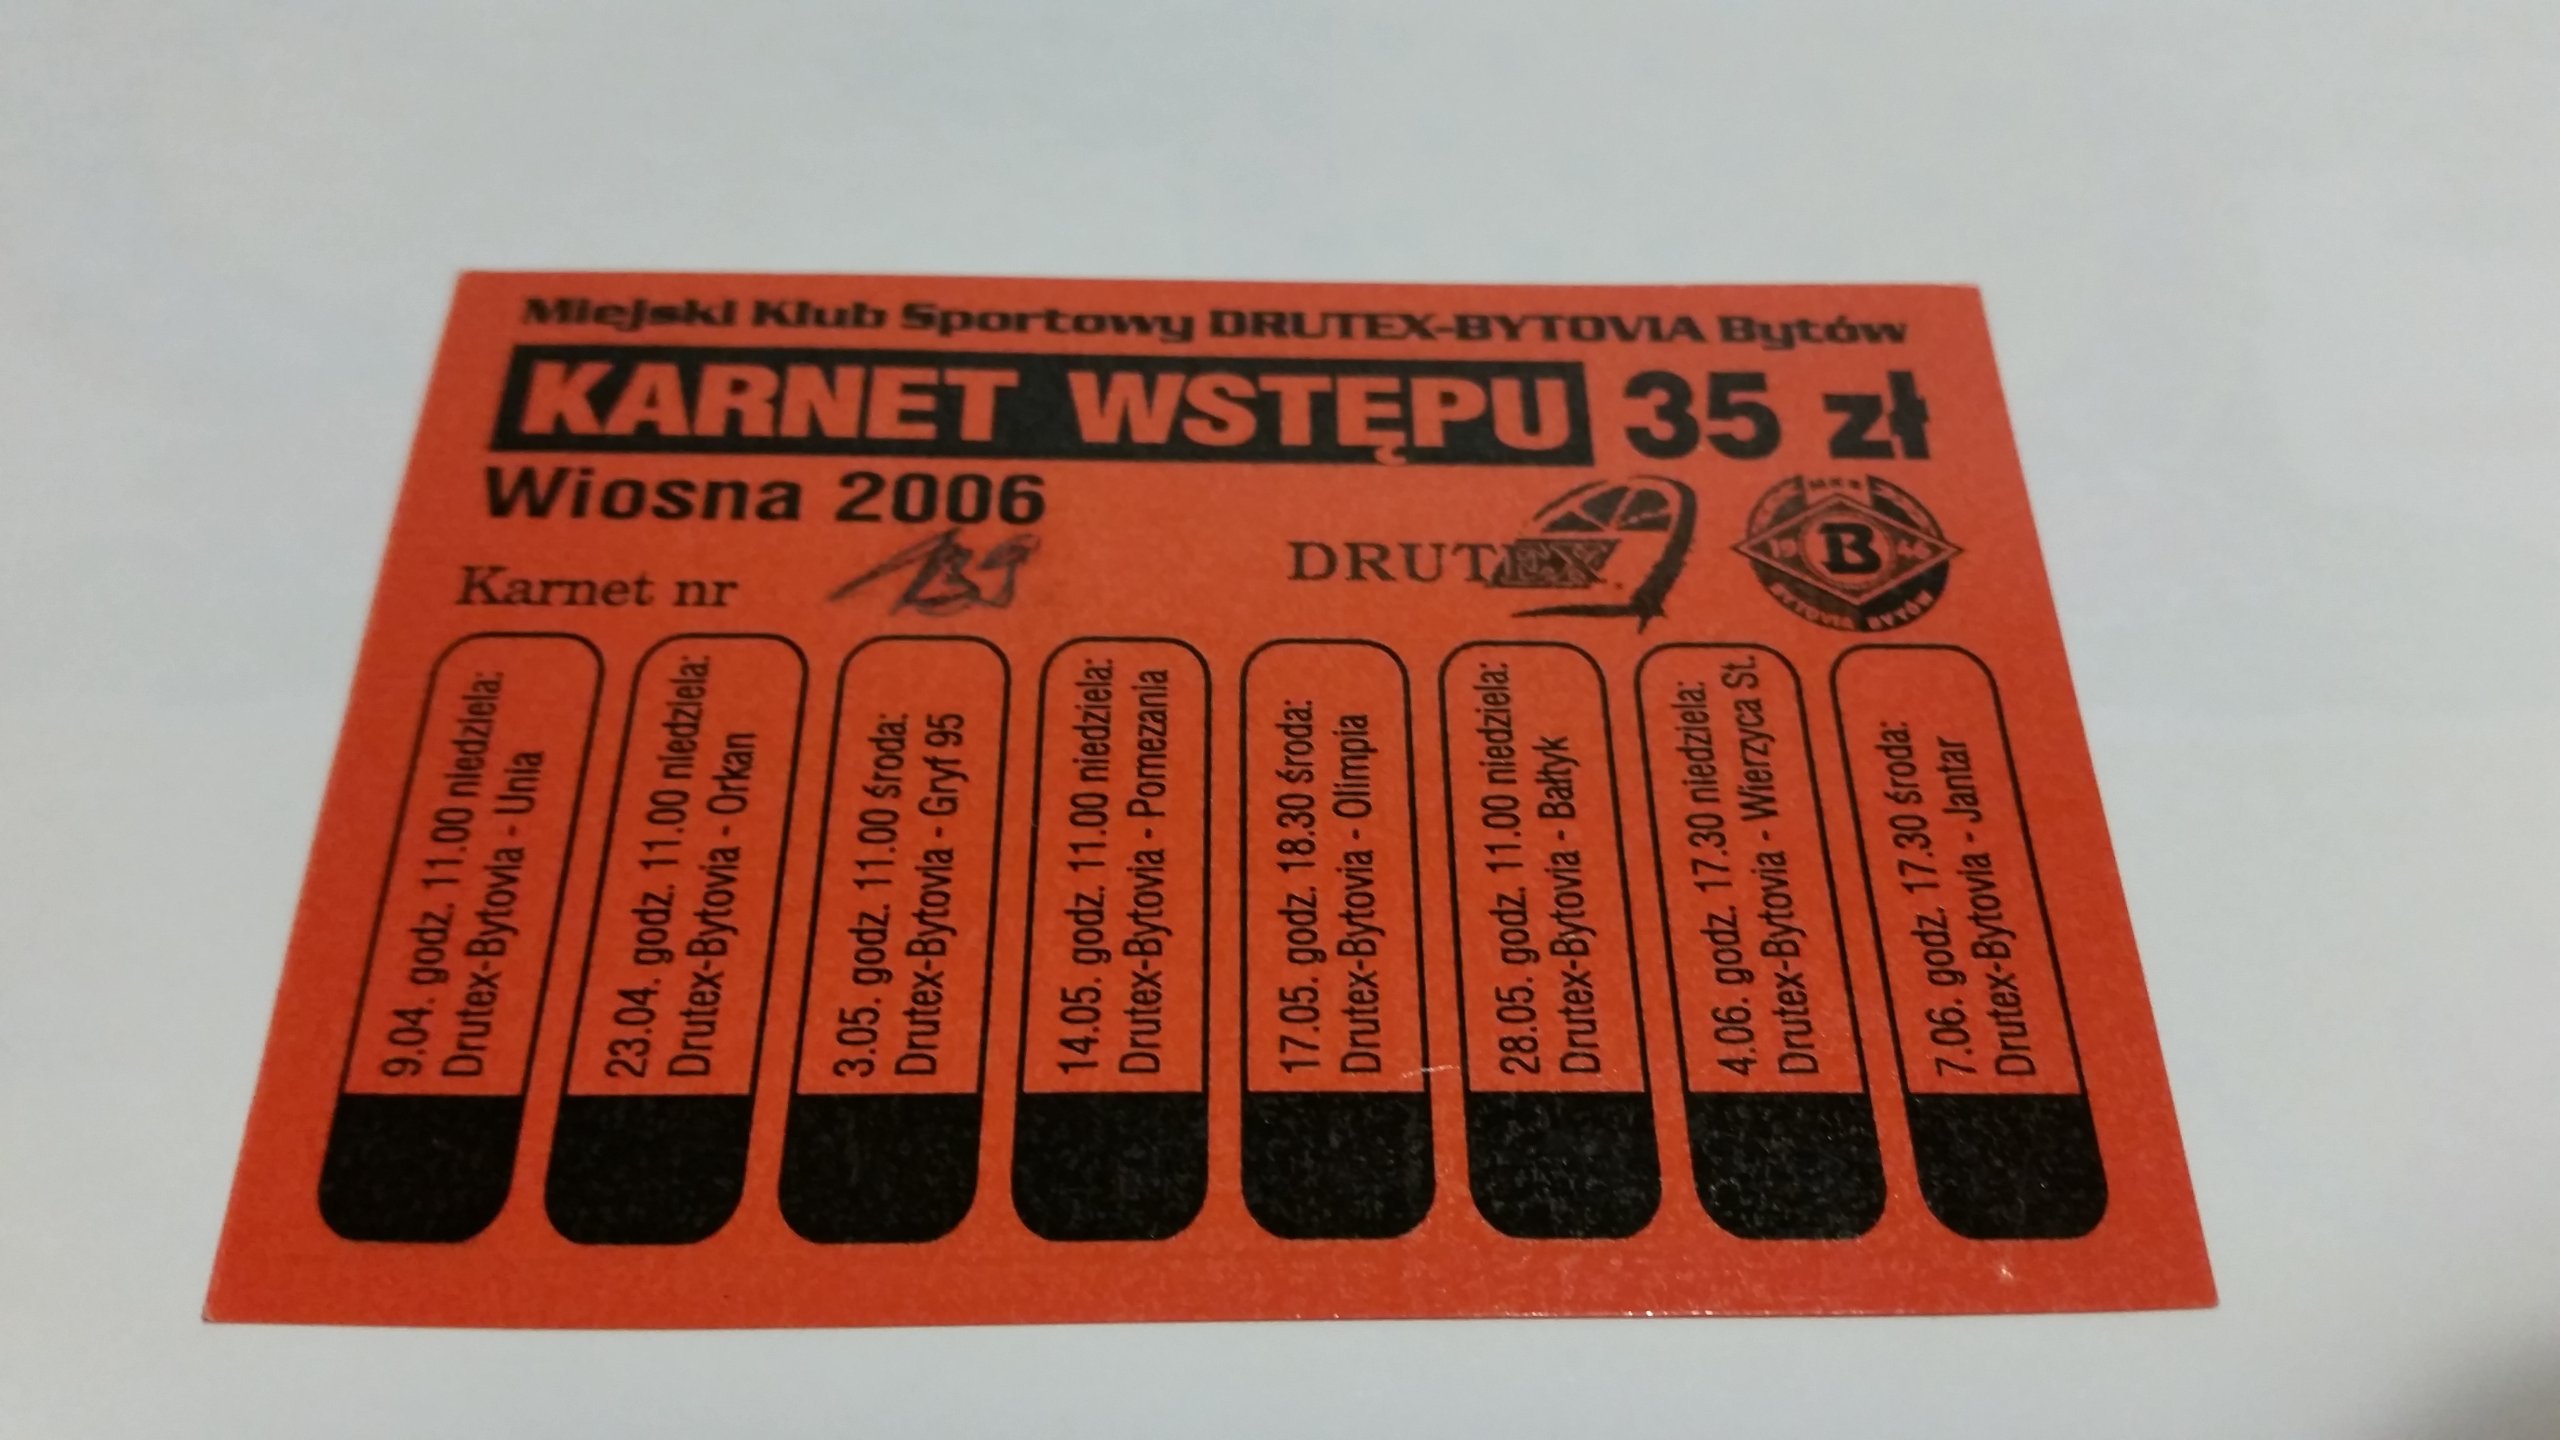 Miejski Klub Sportowy DRUTEX-BYTOVIA Bytów
KARNET WSTĘPU 35 zł
Wiosna 2006
Karnet nr
DRUTEX
MKS
19 B 46
BYTOVIA BYTÓW
9.04. godz. 11.00 niedziela:
Drutex-Bytovia - Unia
23.04. godz. 11.00 niedziela:
Drutex-Bytovia - Orkan
3.05. godz. 11.00 środa:
Drutex-Bytovia - Gryf 95
14.05. godz. 11.00 niedziela:
Drutex-Bytovia - Pomezania
17.05. godz. 18.30 środa:
Drutex-Bytovia - Olimpia
28.05. godz. 11.00 niedziela:
Drutex-Bytovia - Bałtyk
4.06. godz. 17.30 niedziela:
Drutex-Bytovia - Wierzyca St.
7.06. godz. 17.30 środa:
Drutex-Bytovia - Jantar